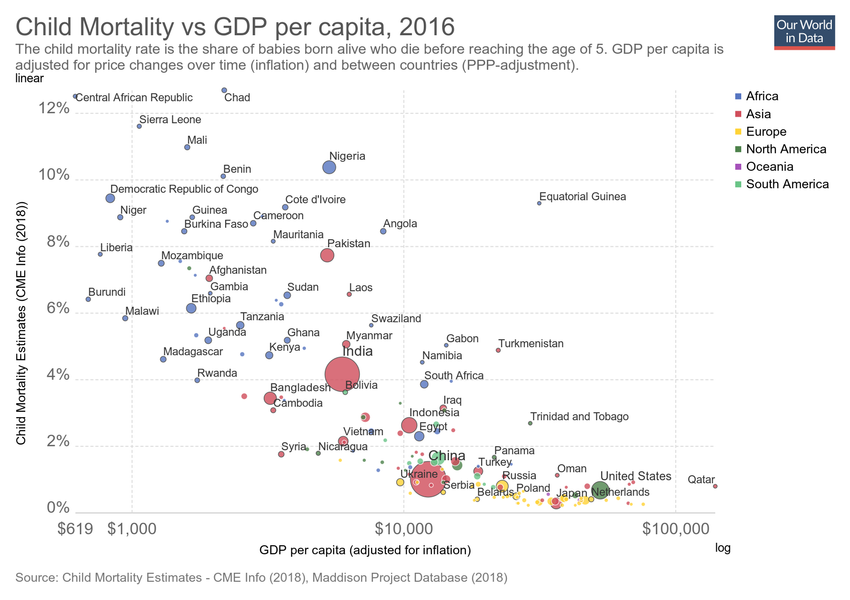 Child Mortality vs GDP per capita, 2016
Our World
in Data
The child mortality rate is the share of babies born alive who die before reaching the age of 5. GDP per capita is
adjusted for price changes over time (inflation) and between countries (PPP-adjustment).
linear
Central African Republic
Chad
Africa
12%
Asia
Sierra Leone
Europe
Mali
North America
Nigeria
Oceania
Benin
South America
10%
Democratic Republic of Congo
Equatorial Guinea
Cote d'Ivoire
Niger
Guinea
Cameroon
Burkina Faso
Angola
Mauritania
8%
Liberia
Pakistan
Mozambique
Afghanistan
Gambia
Sudan
Laos
Burundi
Ethiopia
6%
Malawi
Tanzania
Swaziland
Uganda
Ghana
Myanmar
Gabon
Turkmenistan
Madagascar
Kenya
India
Namibia
Rwanda
South Africa
4%
Bangladesh
Bolivia
Cambodia
Iraq
Indonesia
Trinidad and Tobago
Vietnam
Egypt
2%
Syria
Nicaragua
China
Panama
Turkey
Oman
Ukraine
Russia
United States
Qatar
Serbia
Belarus
Poland
Japan
Netherlands
0%
$619
$1,000
$10,000
$100,000
Child Mortality Estimates (CME Info (2018))
GDP per capita (adjusted for inflation)
log
Source: Child Mortality Estimates - CME Info (2018), Maddison Project Database (2018)